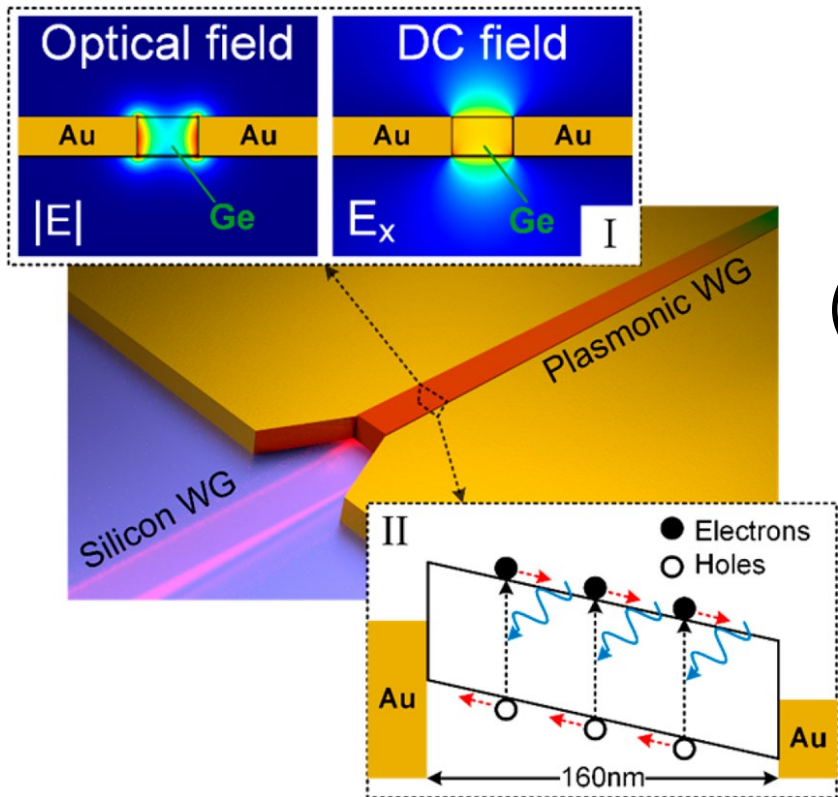 Optical field
DC field
Au
Au
Au
Au
Ge
Ge
|E|
Eₓ
I
Plasmonic WG
Silicon WG
II
Electrons
Holes
Au
Au
160nm